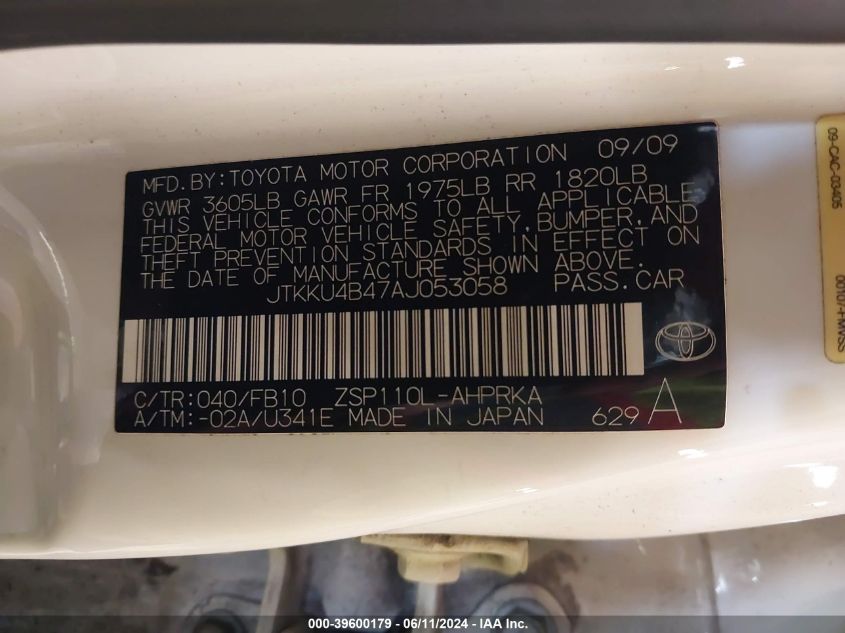 MFD.BY:TOYOTA MOTOR CORPORATION 09/09
GVWR 3605LB GAWR FR 1975LB RR 1820LB
THIS VEHICLE CONFORMS TO ALL APPLICABLE
FEDERAL MOTOR VEHICLE SAFETY,BUMPER,AND
THEFT PREVENTION STANDARDS IN EFFECT ON
THE DATE OF MANUFACTURE SHOWN ABOVE.
JTKKU4B47AJ053058 PASS.CAR
C/TR:040/FB10 ZSP110L-AHPRKA
A/TM:-02A/U341E MADE IN JAPAN 629 A
09-CAC-03405
000-39600179 - 06/11/2024 - IAA Inc.